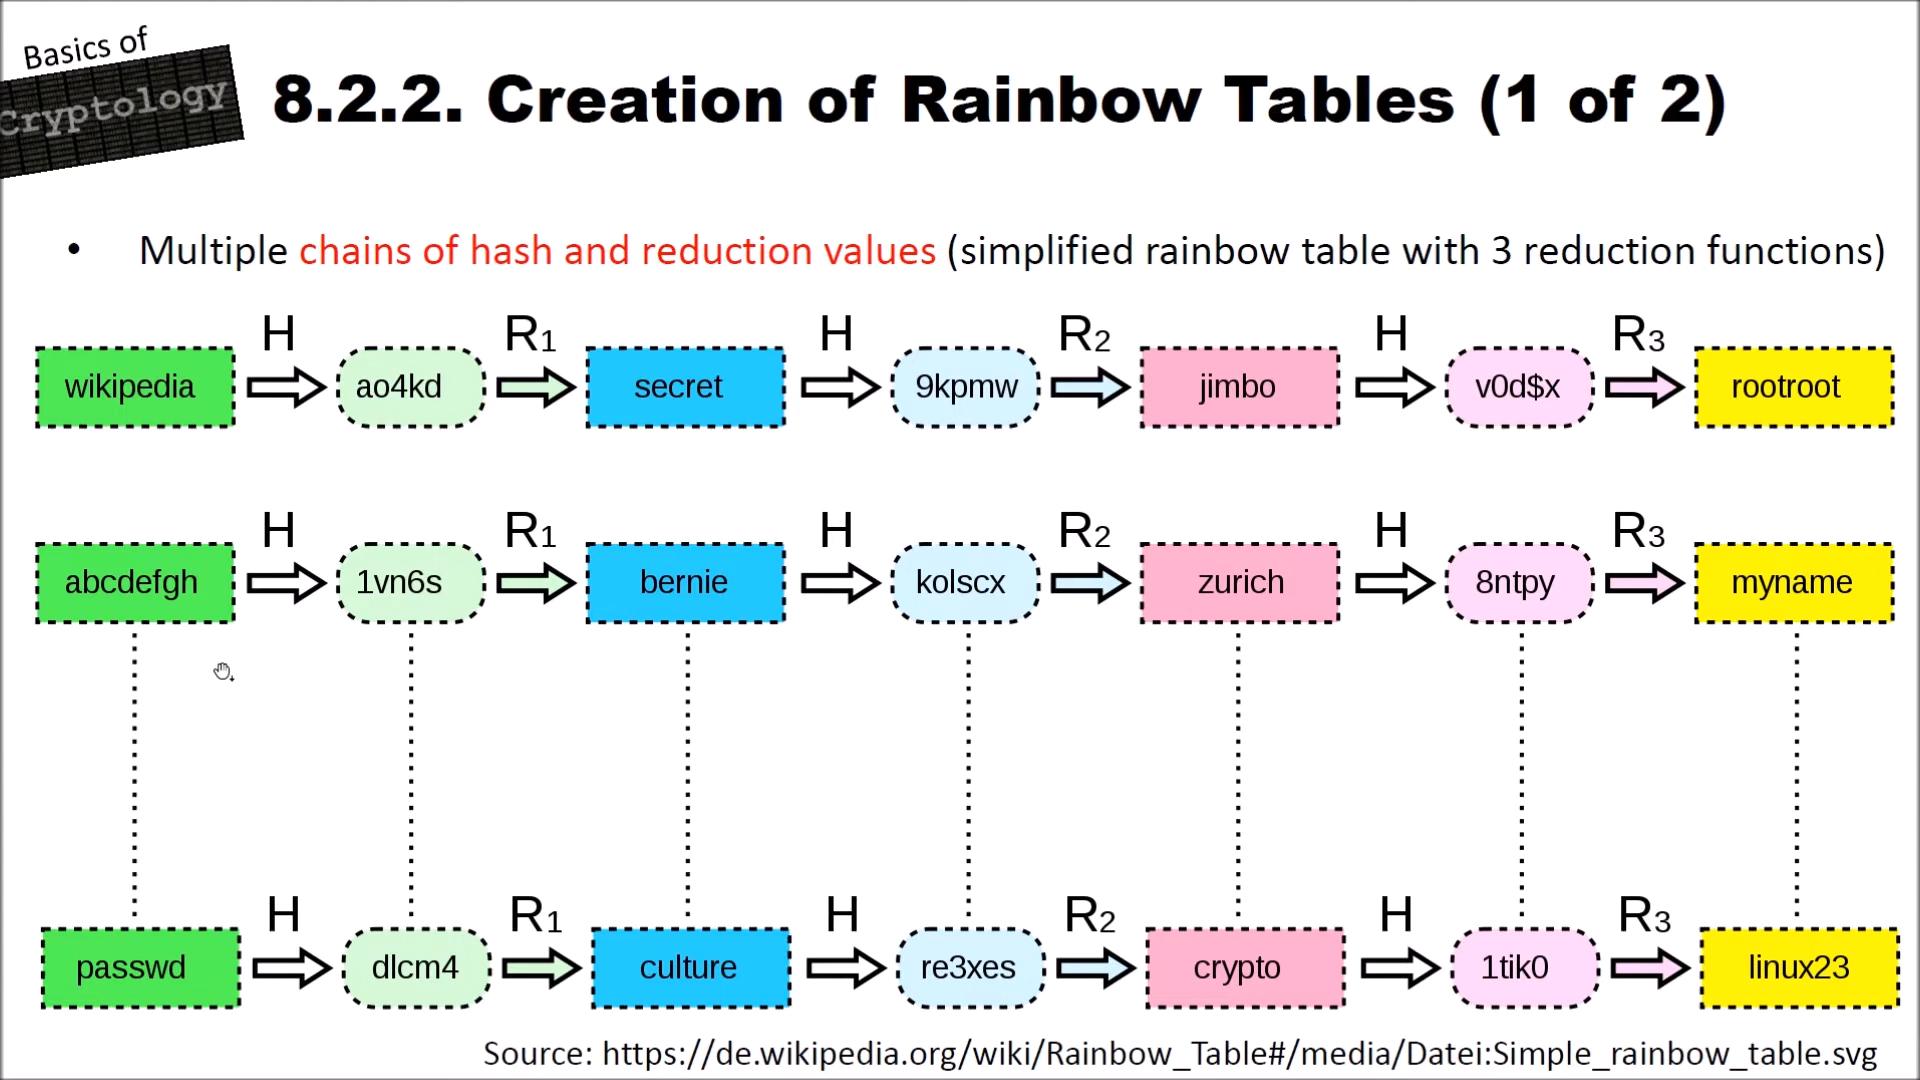 Basics of
Cryptology
8.2.2. Creation of Rainbow Tables (1 of 2)
• Multiple chains of hash and reduction values (simplified rainbow table with 3 reduction functions)
H R1 H R2 H R3
wikipedia ao4kd secret 9kpmw jimbo v0d$x rootroot
H R1 H R2 H R3
abcdefgh 1vn6s bernie kolscx zurich 8ntpy myname
H R1 H R2 H R3
passwd dlcm4 culture re3xes crypto 1tik0 linux23
Source: https://de.wikipedia.org/wiki/Rainbow_Table#/media/Datei:Simple_rainbow_table.svg